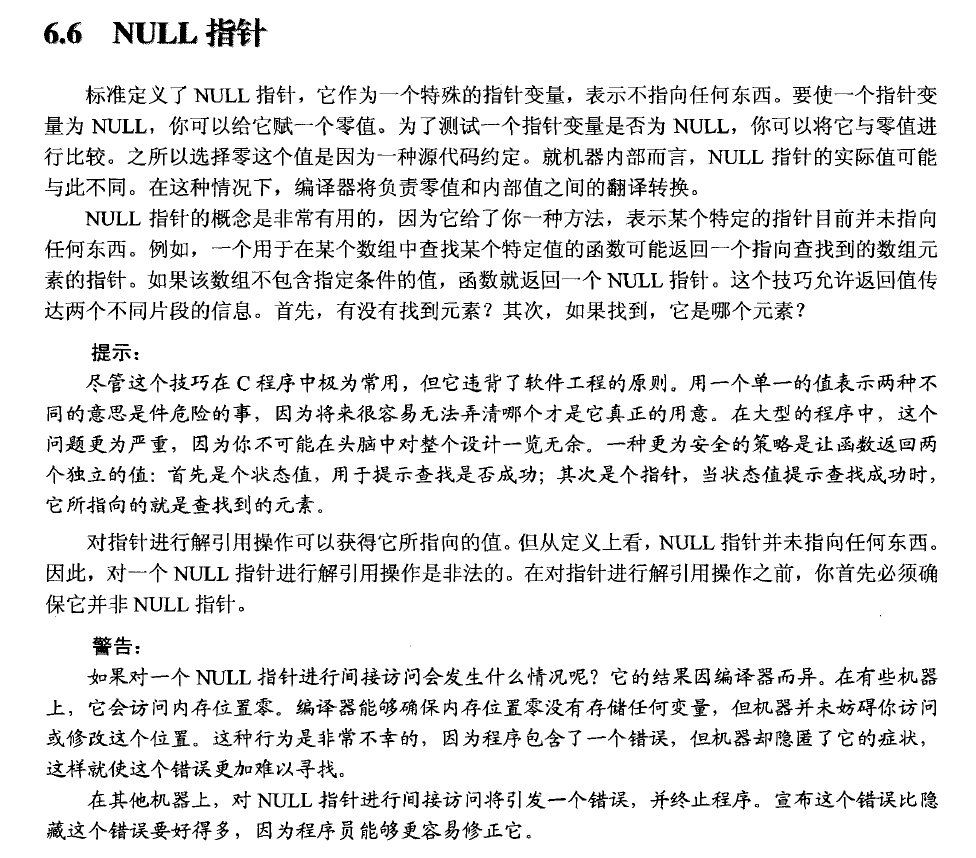 6.6 NULL 指针
标准定义了 NULL 指针，它作为一个特殊的指针变量，表示不指向任何东西。要使一个指针变
量为 NULL，你可以给它赋一个零值。为了测试一个指针变量是否为 NULL，你可以将它与零值进
行比较。之所以选择零这个值是因为一种源代码约定。就机器内部而言，NULL 指针的实际值可能
与此不同。在这种情况下，编译器将负责零值和内部值之间的翻译转换。
NULL 指针的概念是非常有用的，因为它给了你一种方法，表示某个特定的指针目前并未指向
任何东西。例如，一个用于在某个数组中查找某个特定值的函数可能返回一个指向查找到的数组元
素的指针。如果该数组不包含指定条件的值，函数就返回一个 NULL 指针。这个技巧允许返回值传
达两个不同片段的信息。首先，有没有找到元素？其次，如果找到，它是哪个元素？
提示：
尽管这个技巧在 C 程序中极为常用，但它违背了软件工程的原则。用一个单一的值表示两种不
同的意思是件危险的事，因为将来很容易无法弄清哪个才是它真正的用意。在大型的程序中，这个
问题更为严重，因为你不可能在头脑中对整个设计一览无余。一种更为安全的策略是让函数返回两
个独立的值：首先是个状态值，用于提示查找是否成功；其次是个指针，当状态值提示查找成功时，
它所指向的就是查找到的元素。
对指针进行解引用操作可以获得它所指向的值。但从定义上看，NULL 指针并未指向任何东西。
因此，对一个 NULL 指针进行解引用操作是非法的。在对指针进行解引用操作之前，你首先必须确
保它并非 NULL 指针。
警告：
如果对一个 NULL 指针进行间接访问会发生什么情况呢？它的结果因编译器而异。在有些机器
上，它会访问内存位置零。编译器能够确保内存位置零没有存储任何变量，但机器并未妨碍你访问
或修改这个位置。这种行为是非常不幸的，因为程序包含了一个错误，但机器却隐匿了它的症状，
这样就使这个错误更加难以寻找。
在其他机器上，对 NULL 指针进行间接访问将引发一个错误，并终止程序。宣布这个错误比隐
藏这个错误要好得多，因为程序员能够更容易修正它。